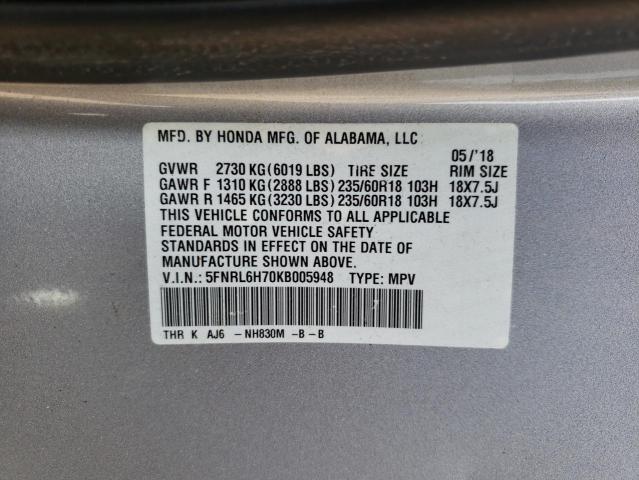 MFD. BY HONDA MFG. OF ALABAMA, LLC
05/'18
GVWR 2730 KG(6019 LBS) TIRE SIZE RIM SIZE
GAWR F 1310 KG(2888 LBS) 235/60R18 103H 18X7.5J
GAWR R 1465 KG(3230 LBS) 235/60R18 103H 18X7.5J
THIS VEHICLE CONFORMS TO ALL APPLICABLE
FEDERAL MOTOR VEHICLE SAFETY
STANDARDS IN EFFECT ON THE DATE OF
MANUFACTURE SHOWN ABOVE.
V.I.N.: 5FNRL6H70KB005948 TYPE: MPV
THR K AJ6 - NH830M -B - B